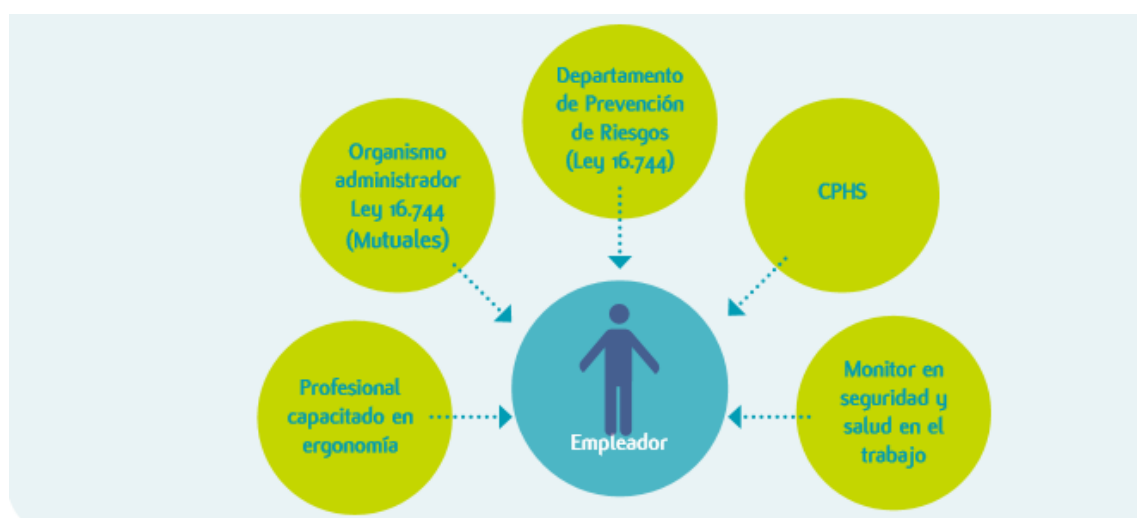 Departamento
de Prevención
de Riesgos
(Ley 16.744)
Organismo
administrador
Ley 16.744
(Mutuales)
CPHS
Profesional
capacitado en
ergonomía
Empleador
Monitor en
seguridad y
salud en el
trabajo